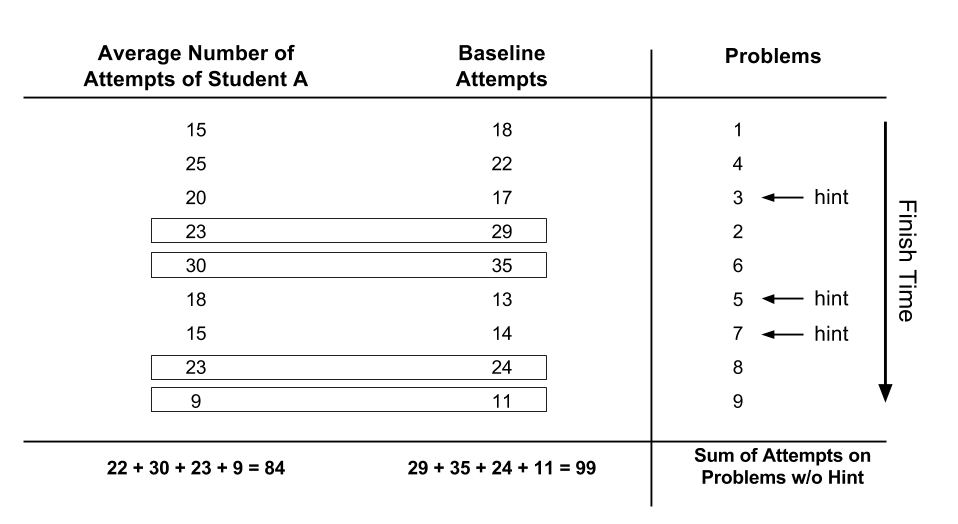 Average Number of Attempts of Student A
Baseline Attempts
Problems
15 18 1
25 22 4
20 17 3 hint
23 29 2
30 35 6
18 13 5 hint
15 14 7 hint
23 24 8
9 11 9
Finish Time
22 + 30 + 23 + 9 = 84
29 + 35 + 24 + 11 = 99
Sum of Attempts on
Problems w/o Hint